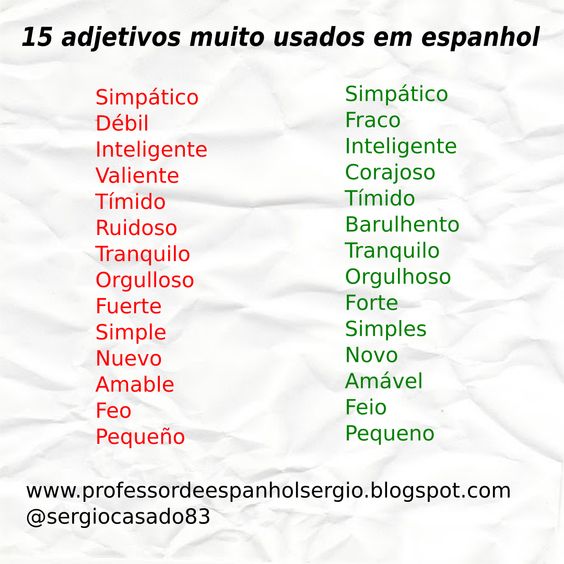 15 adjetivos muito usados em espanhol
Simpático
Débil
Inteligente
Valiente
Tímido
Ruidoso
Tranquilo
Orgulloso
Fuerte
Simple
Nuevo
Amable
Feo
Pequeño
Simpático
Fraco
Inteligente
Corajoso
Tímido
Barulhento
Tranquilo
Orgulhoso
Forte
Simples
Novo
Amável
Feio
Pequeno
www.professordeespanholsergio.blogspot.com
@sergiocasado83